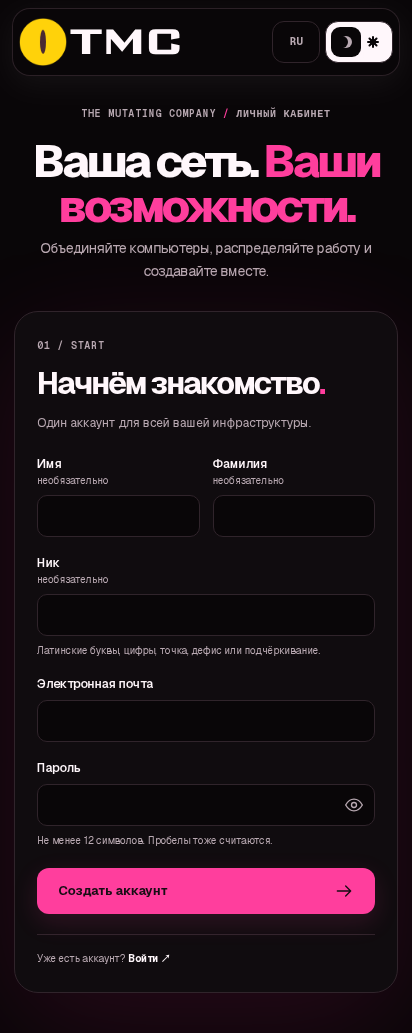 TMC
RU
THE MUTATING COMPANY / ЛИЧНЫЙ КАБИНЕТ
Ваша сеть. Ваши
возможности.
Объединяйте компьютеры, распределяйте работу и
создавайте вместе.
01 / START
Начнём знакомство.
Один аккаунт для всей вашей инфраструктуры.
Имя
необязательно
Фамилия
необязательно
Ник
необязательно
Латинские буквы, цифры, точка, дефис или подчёркивание.
Электронная почта
Пароль
Не менее 12 символов. Пробелы тоже считаются.
Создать аккаунт →
Уже есть аккаунт? Войти ↗